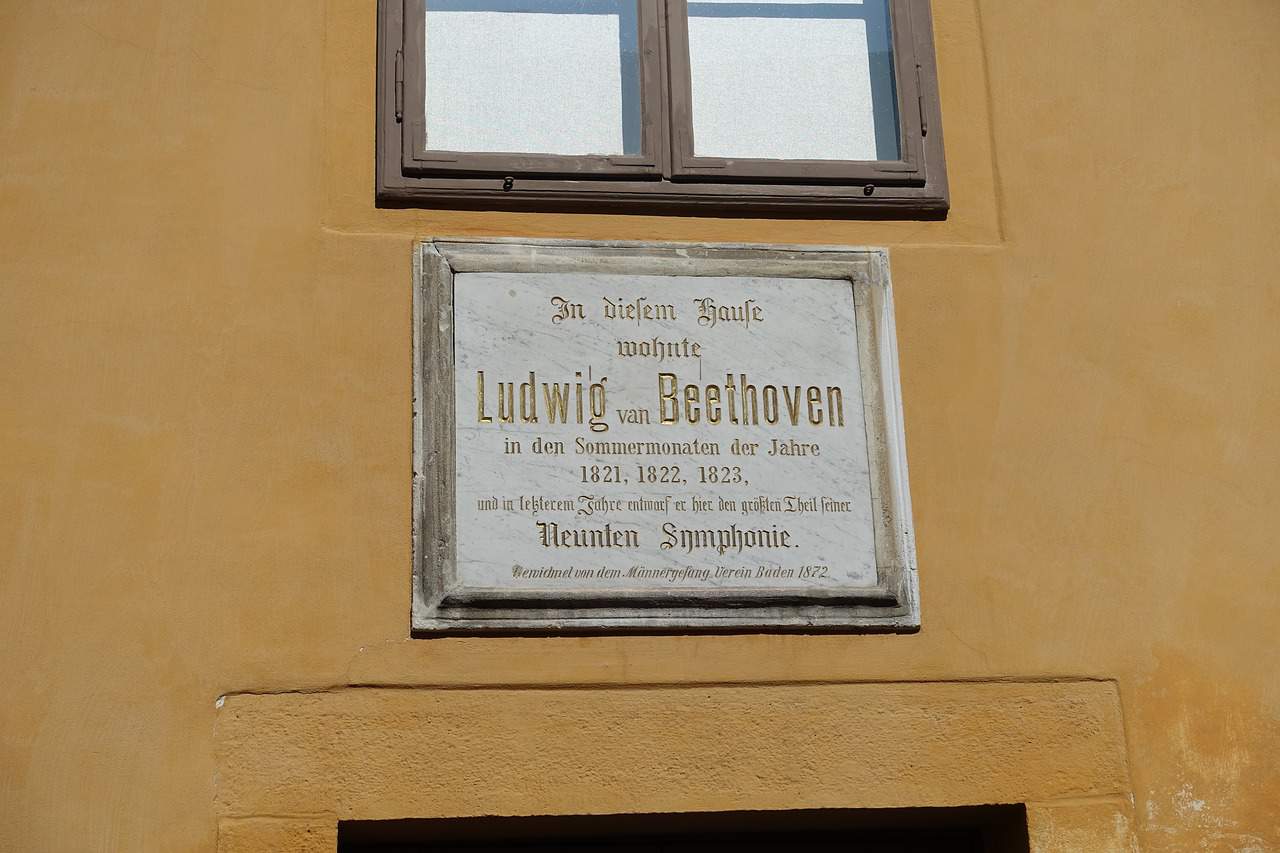 In diesem Hause
wohnte
Ludwig van Beethoven
in den Sommermonaten der Jahre
1821, 1822, 1823,
und in letzterem Jahre entwarf er hier den größten Theil seiner
Neunten Symphonie.
Gewidmet von dem Männergesang Verein Baden 1872.